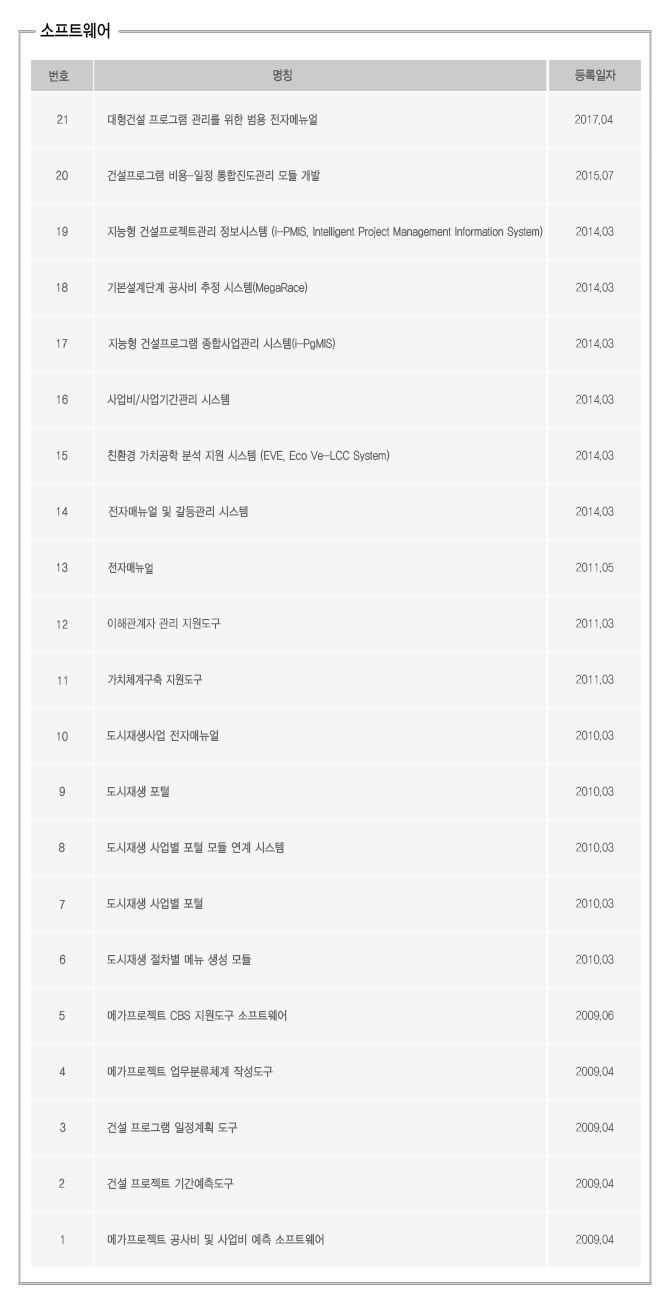 소프트웨어
번호 명칭 등록일자
21 대형건설 프로그램 관리를 위한 범용 전자메뉴얼 2017.04
20 건설프로그램 비용-일정 통합진도관리 모듈 개발 2015.07
19 지능형 건설프로젝트관리 정보시스템 (i-PMIS, Intelligent Project Management Information System) 2014.03
18 기본설계단계 공사비 추정 시스템(MegaRace) 2014.03
17 지능형 건설프로그램 종합사업관리 시스템(i-PgMIS) 2014.03
16 사업비/사업기간관리 시스템 2014.03
15 친환경 가치공학 분석 지원 시스템 (EVE, Eco Ve-LCC System) 2014.03
14 전자매뉴얼 및 갈등관리 시스템 2014.03
13 전자매뉴얼 2011.05
12 이해관계자 관리 지원도구 2011.03
11 가치체계구축 지원도구 2011.03
10 도시재생사업 전자매뉴얼 2010.03
9 도시재생 포털 2010.03
8 도시재생 사업별 포털 모듈 연계 시스템 2010.03
7 도시재생 사업별 포털 2010.03
6 도시재생 절차별 메뉴 생성 모듈 2010.03
5 메가프로젝트 CBS 지원도구 소프트웨어 2009.06
4 메가프로젝트 업무분류체계 작성도구 2009.04
3 건설 프로그램 일정계획 도구 2009.04
2 건설 프로젝트 기간예측도구 2009.04
1 메가프로젝트 공사비 및 사업비 예측 소프트웨어 2009.04